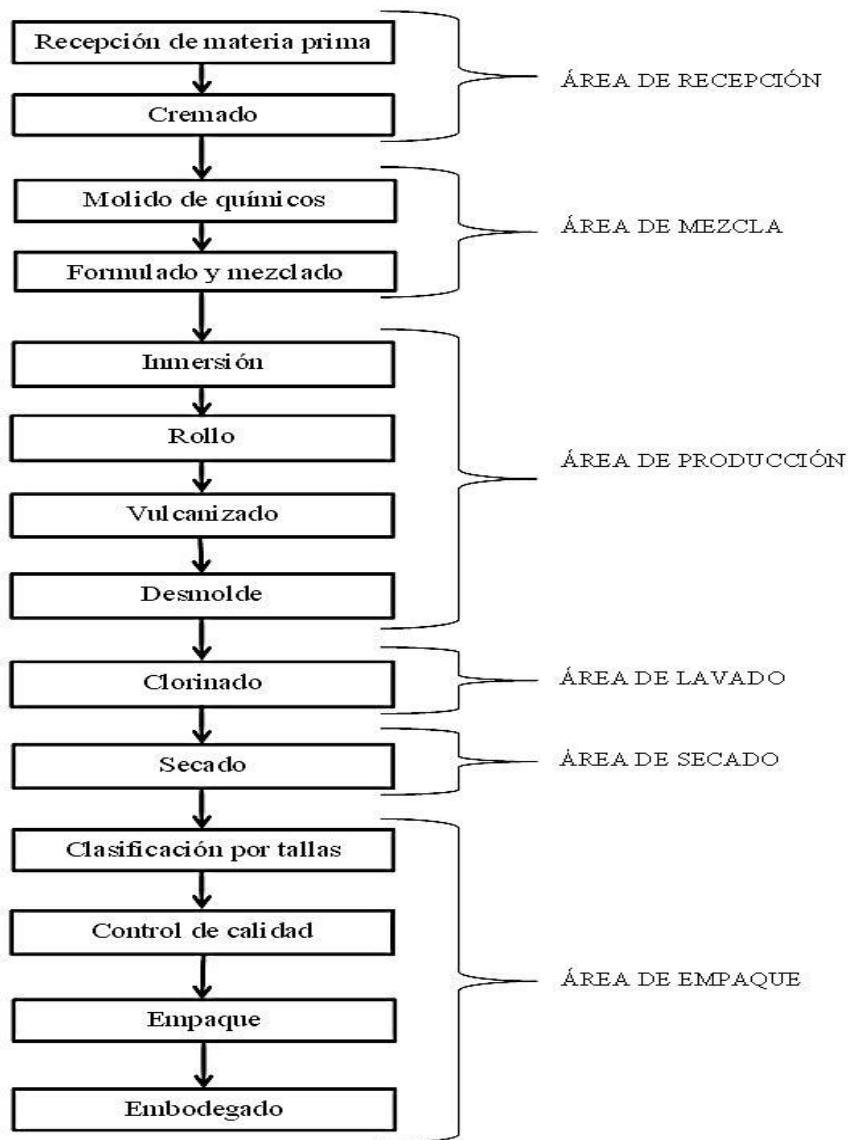 Recepción de materia prima
ÁREA DE RECEPCIÓN
Cremado
Molido de químicos
ÁREA DE MEZCLA
Formulado y mezclado
Inmersión
Rollo
ÁREA DE PRODUCCIÓN
Vulcanizado
Desmolde
Clorinado
ÁREA DE LAVADO
Secado
ÁREA DE SECADO
Clasificación por tallas
Control de calidad
ÁREA DE EMPAQUE
Empaque
Embodegado